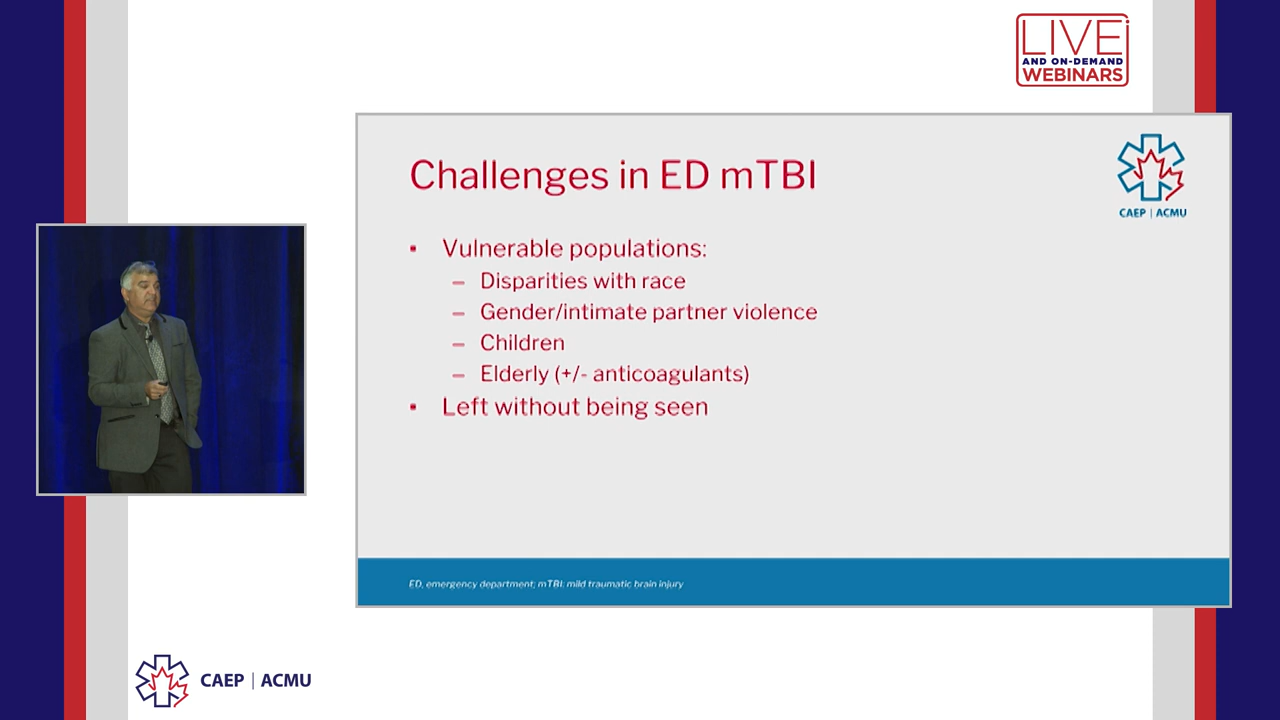 LIVE
AND ON-DEMAND
WEBINARS
Challenges in ED mTBI
CAEP | ACMU
• Vulnerable populations:
– Disparities with race
– Gender/intimate partner violence
– Children
– Elderly (+/- anticoagulants)
• Left without being seen
ED, emergency department; mTBI: mild traumatic brain injury
CAEP | ACMU